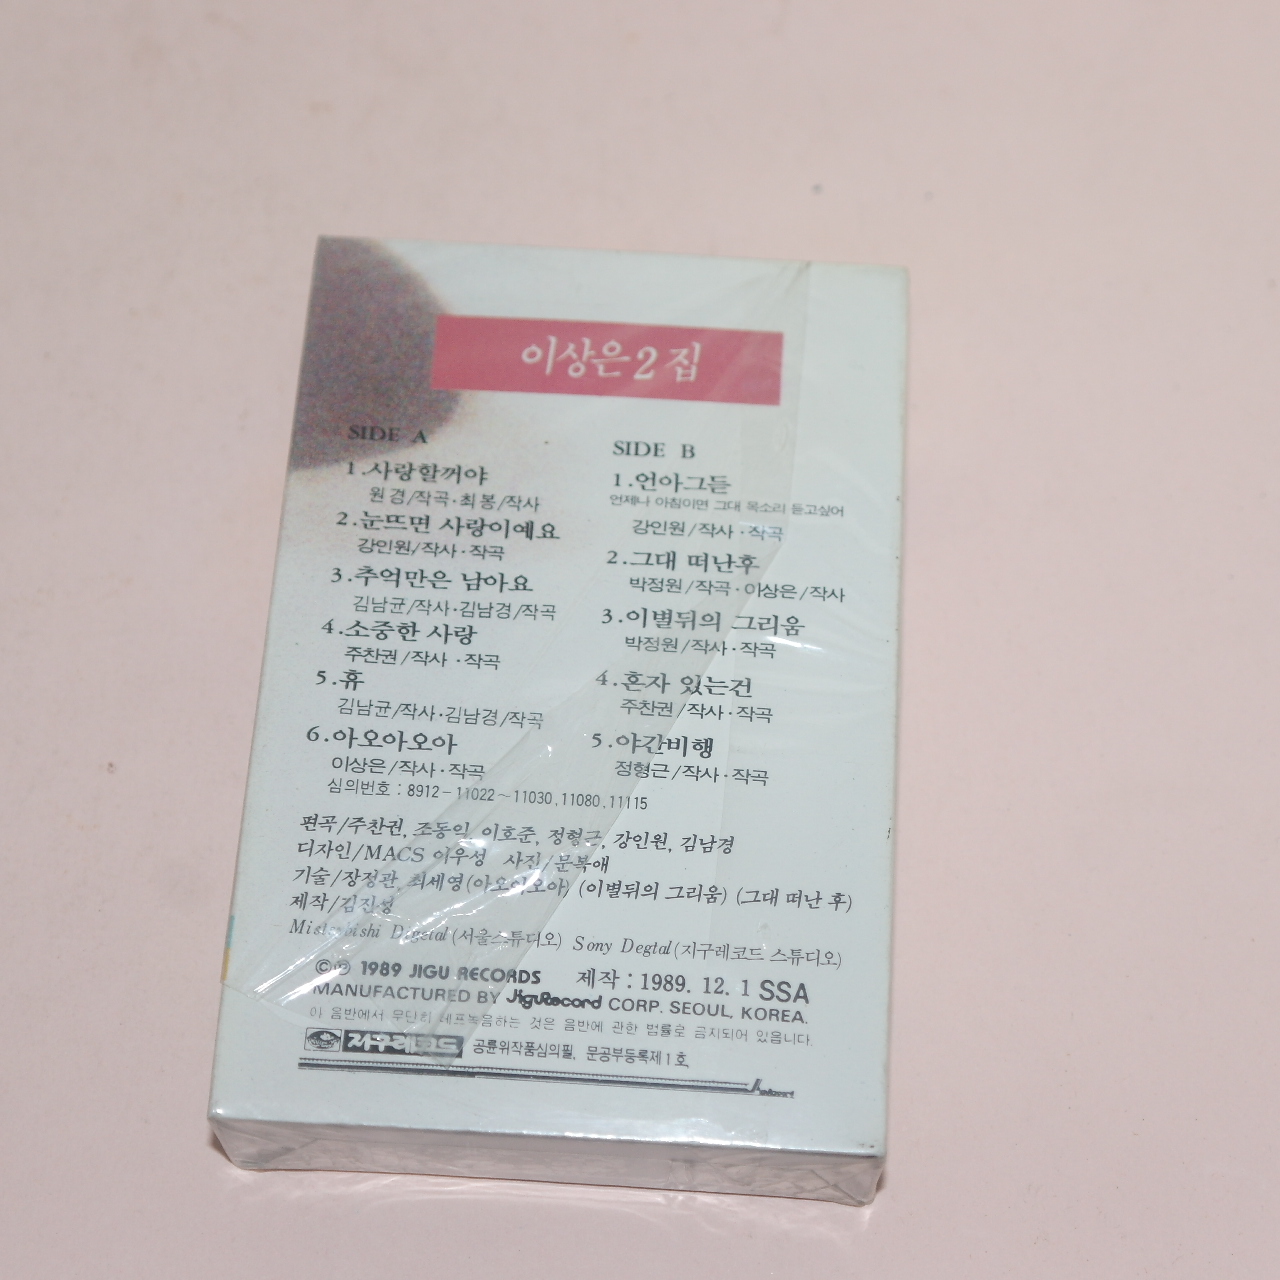 이상은2집
SIDE A
1.사랑할꺼야
원경/작곡·최봉/작사
2.눈뜨면 사랑이예요
강인원/작사·작곡
3.추억만은 남아요
김남균/작사·김남경/작곡
4.소중한 사랑
주찬권/작사·작곡
5.휴
김남균/작사·김남경/작곡
6.아오아오아
이상은/작사·작곡
심의번호 : 8912－11022～11030,11080,11115
SIDE B
1.언아그듣
언제나 아침이면 그대 목소리 듣고싶어
강인원/작사·작곡
2.그대 떠난후
박정원/작곡·이상은/작사
3.이별뒤의 그리움
박정원/작사·작곡
4.혼자 있는건
주찬권/작사·작곡
5.야간비행
정형근/작사·작곡
편곡/주찬권, 조동익, 이호준, 정형근, 강인원, 김남경
디자인/MACS 이우성 사진/문복애
기술/장정관, 최세영(아오아오아) (이별뒤의 그리움) (그대 떠난 후)
제작/김진성
(서울스튜디오) Sony Degtal(지구레코드 스튜디오)
©℗ 1989 JIGU RECORDS 제작 : 1989. 12. 1 SSA
MANUFACTURED BY JiguRecord CORP. SEOUL, KOREA.
이 음반에서 무단히 테프녹음하는 것은 음반에 관한 법률로 금지되어 있읍니다.
지구레코드 공륜위작품심의필, 문공부등록제1호